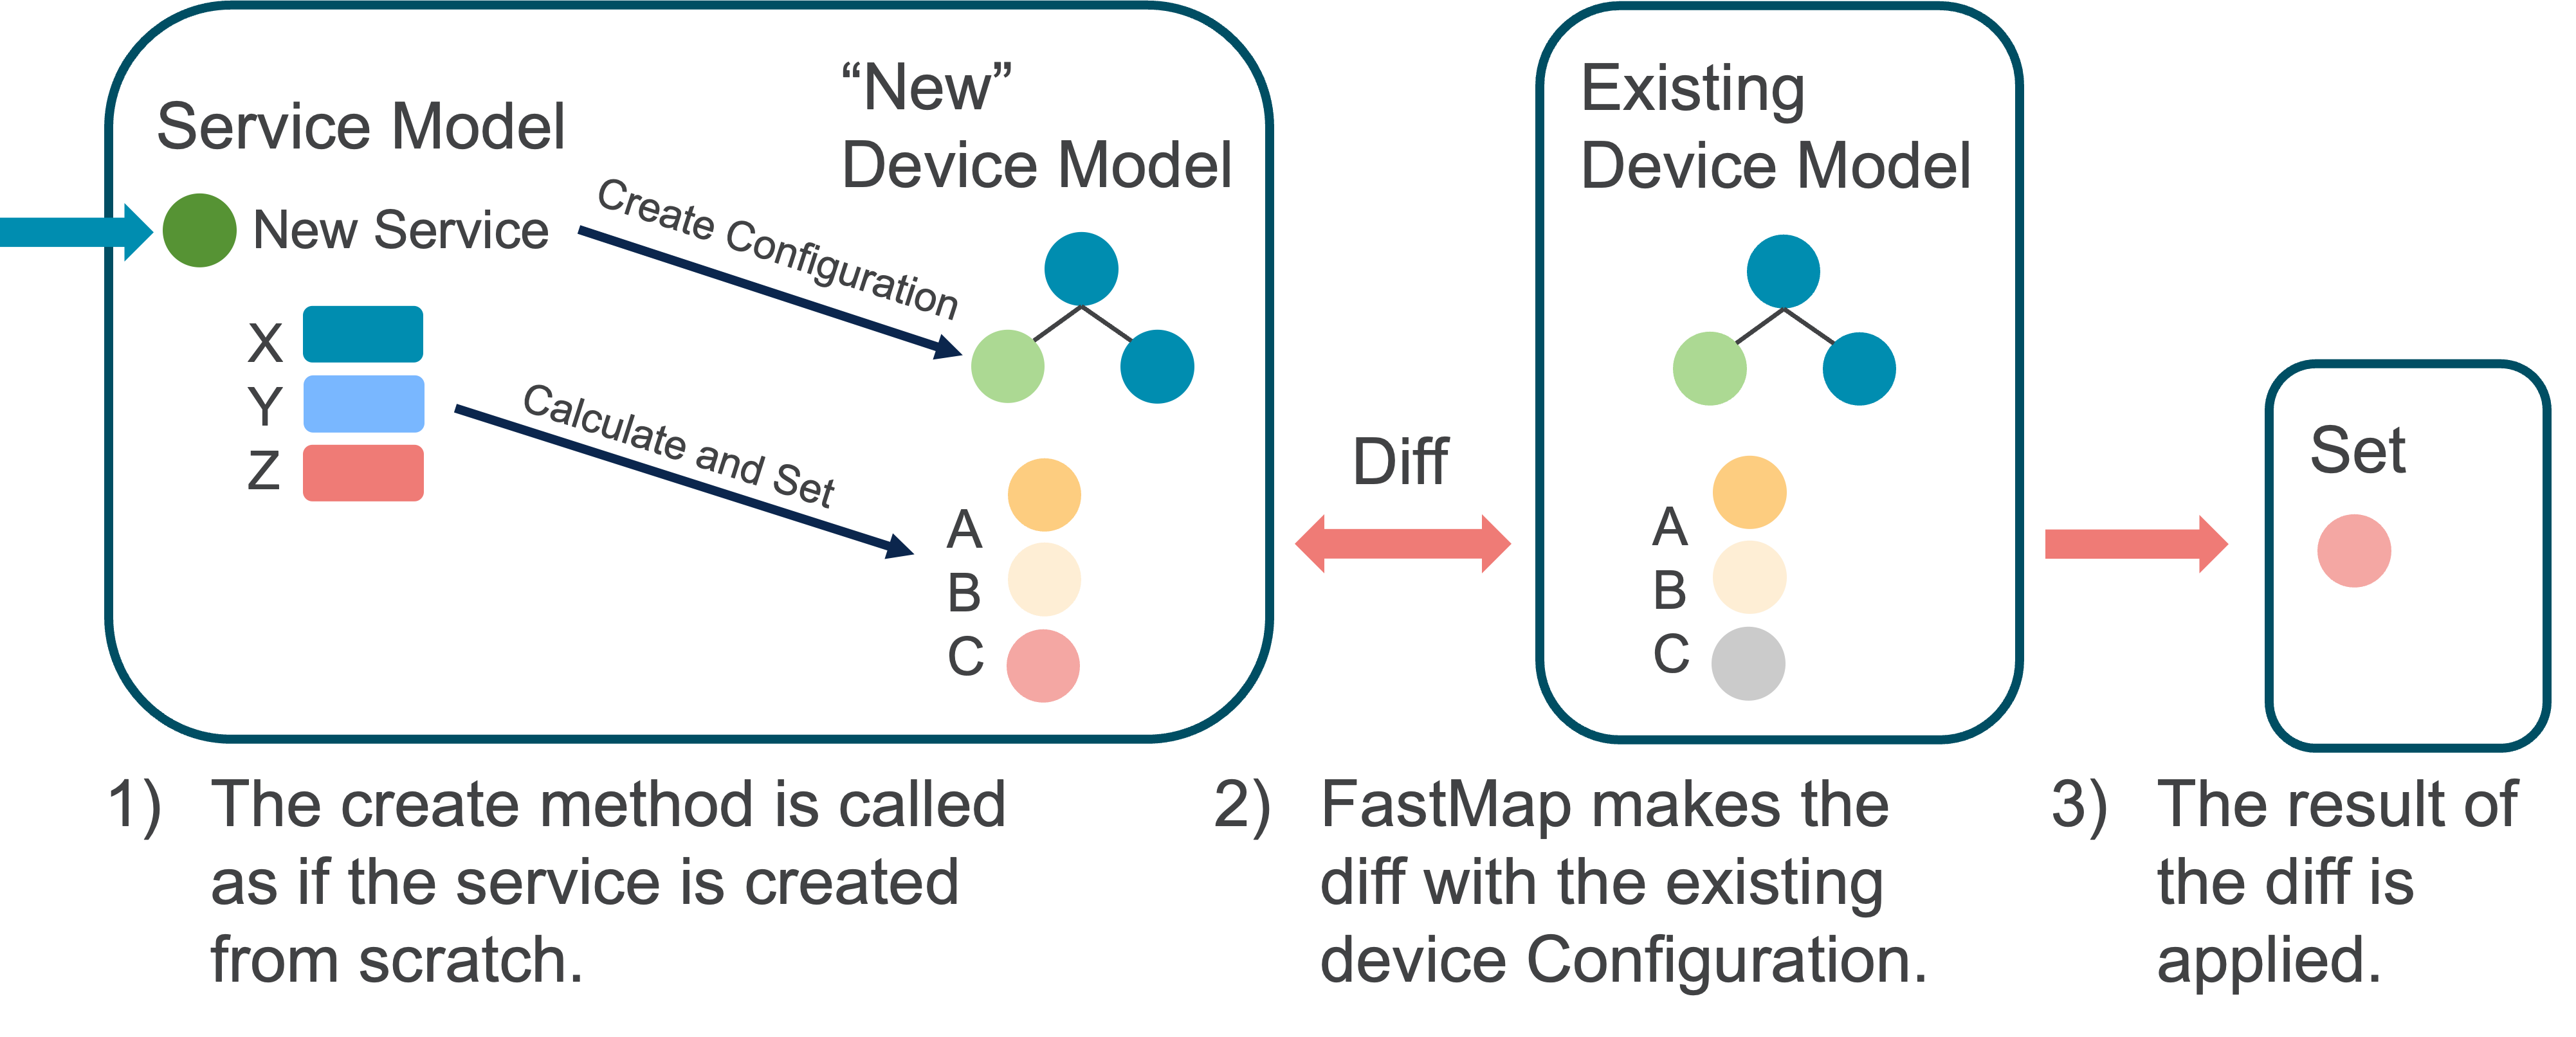 Service Model
New Service
X
Y
Z
Create Configuration
Calculate and Set
“New”
Device Model
A
B
C
Diff
Existing
Device Model
A
B
C
Set
1) The create method is called
as if the service is created
from scratch.
2) FastMap makes the
diff with the existing
device Configuration.
3) The result of
the diff is
applied.